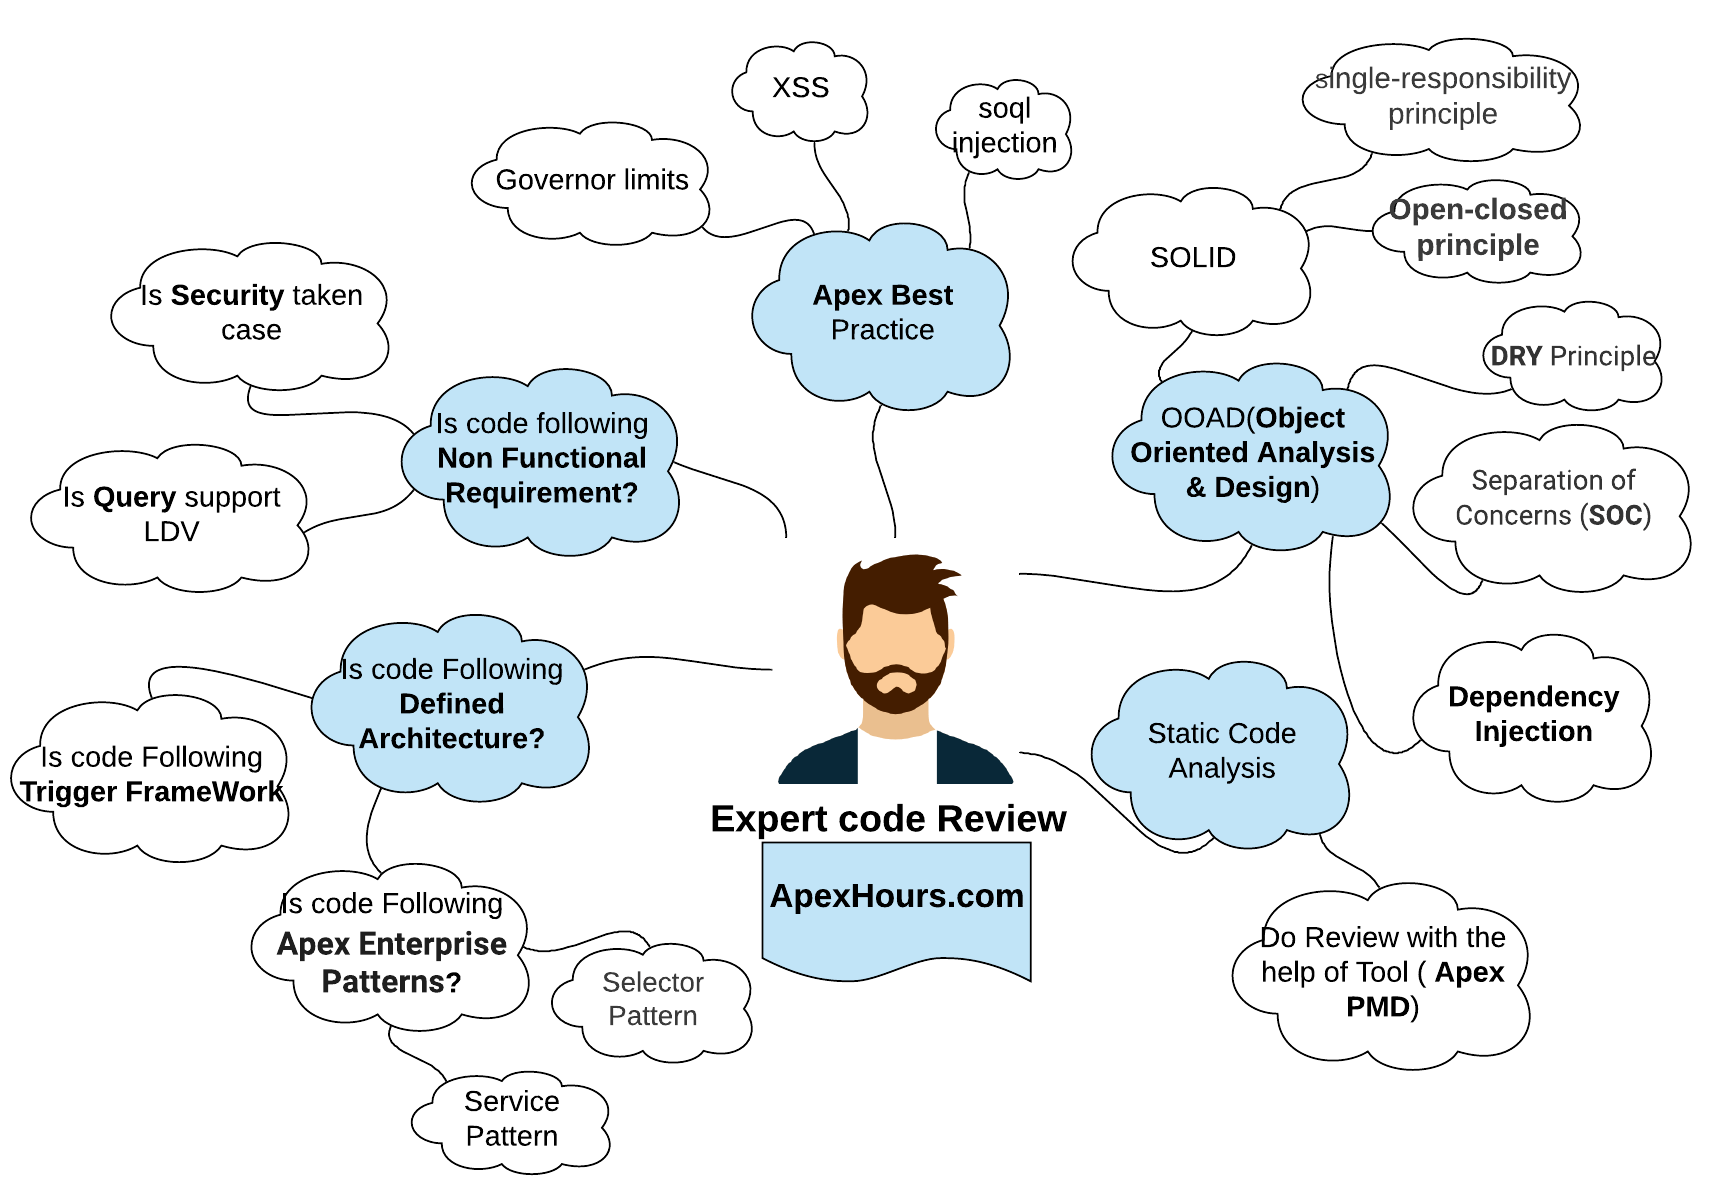 XSS
soql
injection
Governor limits
single-responsibility
principle
Open-closed
principle
SOLID
Apex Best
Practice
Is Security taken
case
DRY Principle
OOAD(Object
Oriented Analysis
& Design)
Is code following
Non Functional
Requirement?
Is Query support
LDV
Separation of
Concerns (SOC)
Is code Following
Defined
Architecture?
Dependency
Injection
Static Code
Analysis
Is code Following
Trigger FrameWork
Expert code Review
ApexHours.com
Is code Following
Apex Enterprise
Patterns?
Selector
Pattern
Do Review with the
help of Tool ( Apex
PMD)
Service
Pattern